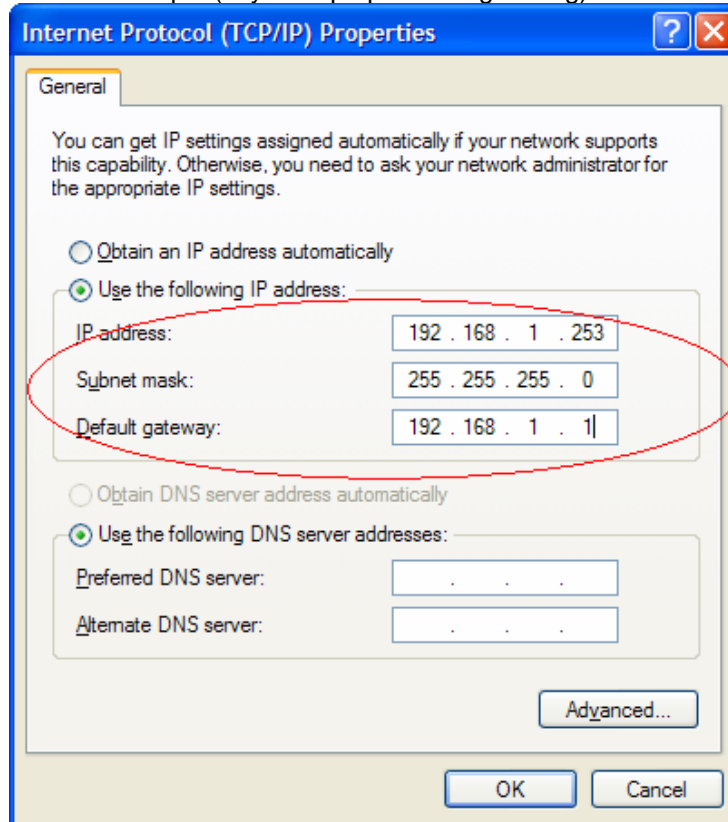 Internet Protocol (TCP/IP) Properties
General
You can get IP settings assigned automatically if your network supports
this capability. Otherwise, you need to ask your network administrator for
the appropriate IP settings.
Obtain an IP address automatically
Use the following IP address:
IP address: 192 . 168 . 1 . 253
Subnet mask: 255 . 255 . 255 . 0
Default gateway: 192 . 168 . 1 . 1
Obtain DNS server address automatically
Use the following DNS server addresses:
Preferred DNS server: . . .
Alternate DNS server: . . .
Advanced...
OK Cancel